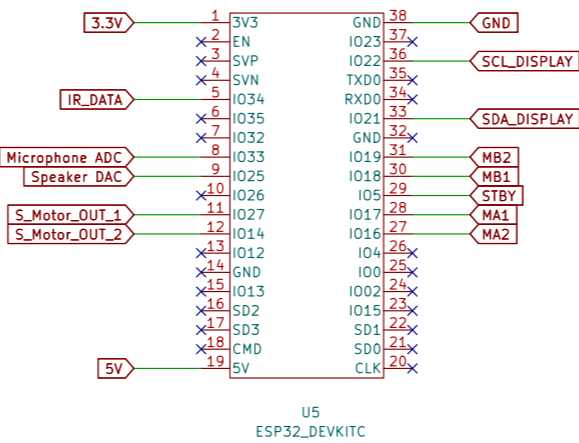 3.3V 1 3V3 GND 38 GND
2 EN IO23 37
3 SVP IO22 36 SCL_DISPLAY
4 SVN TXD0 35
IR_DATA 5 IO34 RXD0 34
6 IO35 IO21 33 SDA_DISPLAY
7 IO32 GND 32
Microphone ADC 8 IO33 IO19 31 MB2
Speaker DAC 9 IO25 IO18 30 MB1
10 IO26 IO5 29 STBY
S_Motor_OUT_1 11 IO27 IO17 28 MA1
S_Motor_OUT_2 12 IO14 IO16 27 MA2
13 IO12 IO4 26
14 GND IO0 25
15 IO13 IO02 24
16 SD2 IO15 23
17 SD3 SD1 22
18 CMD SD0 21
5V 19 5V CLK 20
U5
ESP32_DEVKITC